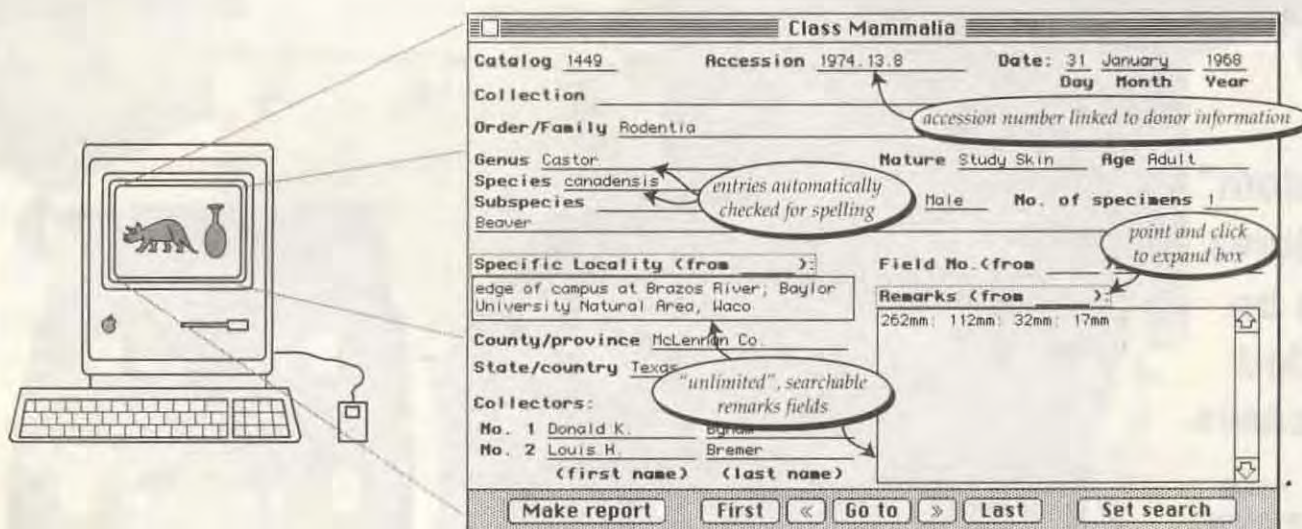 Class Mammalia
Catalog 1449 Accession 1974.13.8 Date: 31 January 1968
Day Month Year
Collection
accession number linked to donor information
Order/Family Rodentia
Genus Castor Nature Study Skin Age Adult
Species canadensis
entries automatically
checked for spelling
Subspecies Male No. of specimens 1
Beaver
point and click
to expand box
Specific Locality (from ): Field No.(from )
edge of campus at Brazos River; Baylor
University Natural Area, Waco
Remarks (from ):
262mm; 112mm; 32mm; 17mm
County/province McLennan Co.
State/country Texas
"unlimited", searchable
remarks fields
Collectors:
No. 1 Donald K.
No. 2 Louis H. Bremer
(first name) (last name)
Make report First « Go to » Last Set search